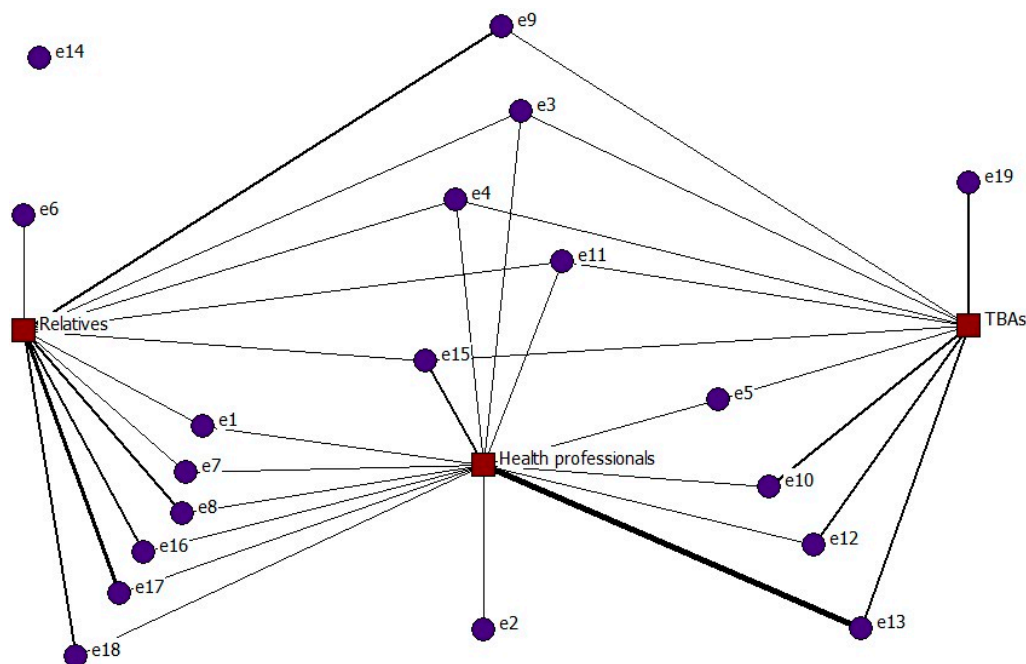 e9
e14
e3
e19
e4
e6
e11
Relatives
TBAs
e15
e5
e1
Health professionals
e7
e10
e8
e12
e16
e17
e2
e13
e18